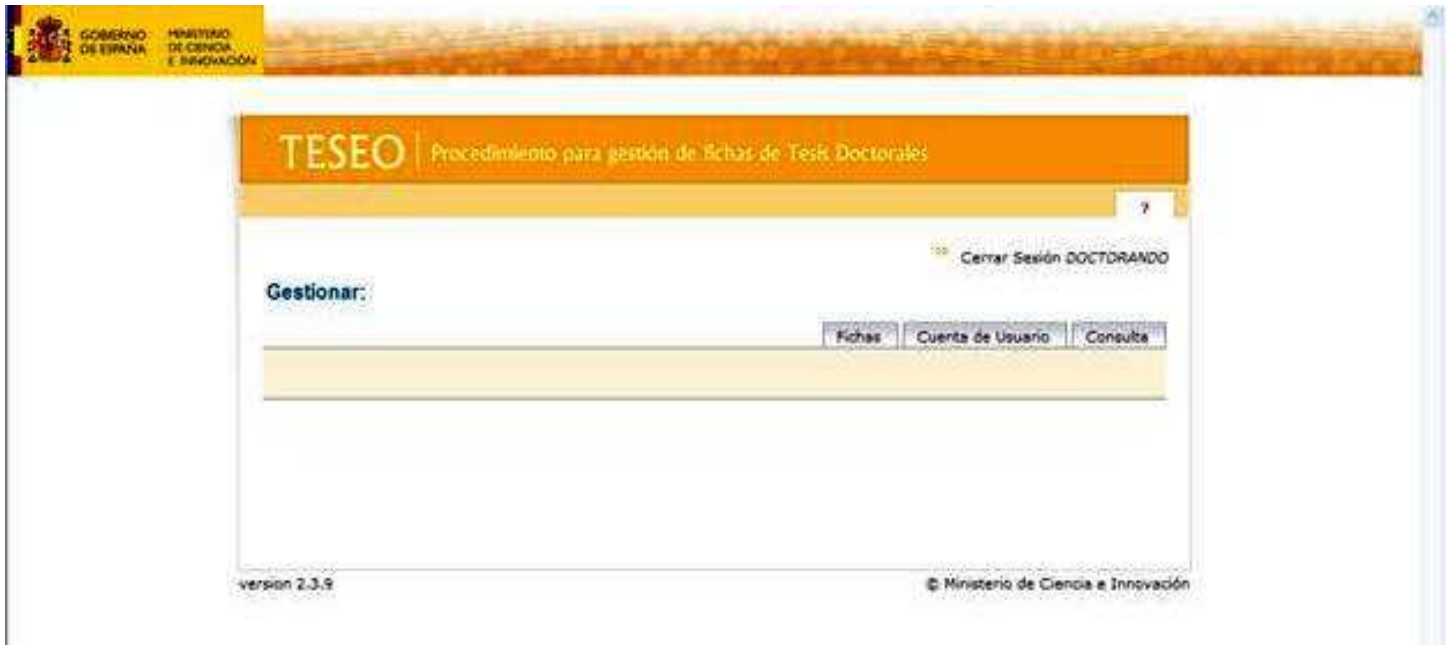 GOBIERNO
DE ESPAÑA
MINISTERIO
DE CIENCIA
E INNOVACIÓN
TESEO
Procedimiento para gestión de fichas de Tesis Doctorales
?
Cerrar Sesión DOCTORANDO
Gestionar:
Fichas Cuenta de Usuario Consulta
version 2.3.9
© Ministerio de Ciencia e Innovación